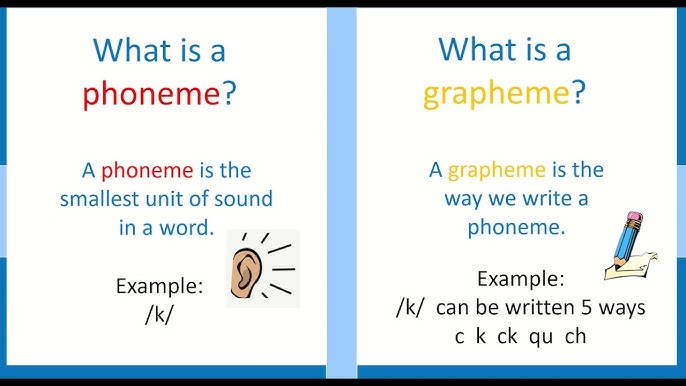 What is a
phoneme?
A phoneme is the
smallest unit of sound
in a word.
Example:
/k/
What is a
grapheme?
A grapheme is the
way we write a
phoneme.
Example:
/k/ can be written 5 ways
c k ck qu ch